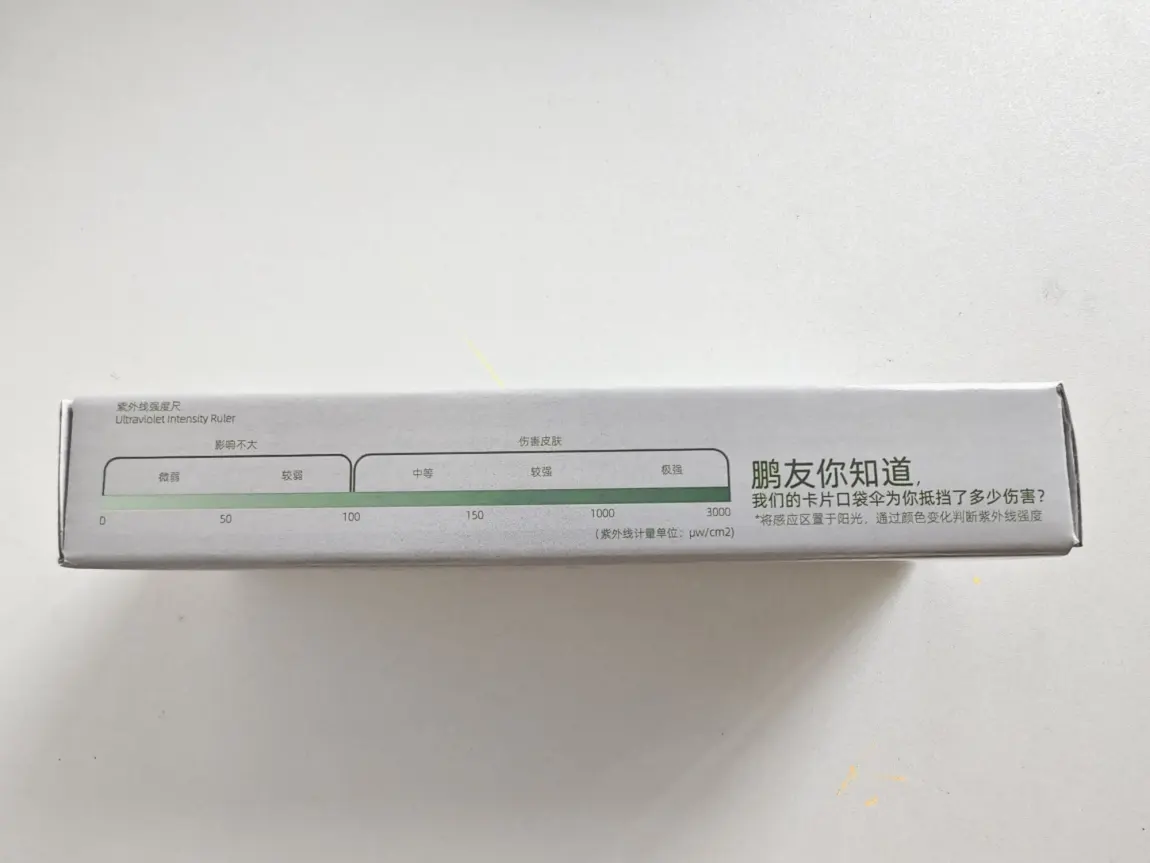 紫外线强度尺
Ultraviolet Intensity Ruler
影响不大 伤害皮肤
微弱 较弱 中等 较强 极强
0 50 100 150 1000 3000
(紫外线计量单位：μw/cm2)
鹏友你知道，
我们的卡片口袋伞为你抵挡了多少伤害？
*将感应区置于阳光，通过颜色变化判断紫外线强度